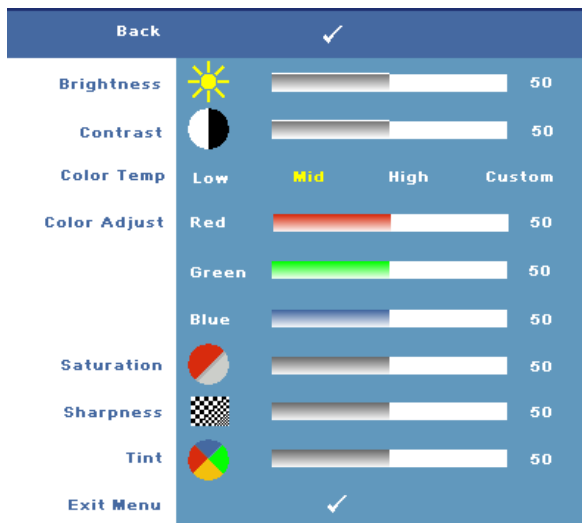 Back
Brightness 50
Contrast 50
Color Temp Low Mid High Custom
Color Adjust Red 50
Green 50
Blue 50
Saturation 50
Sharpness 50
Tint 50
Exit Menu